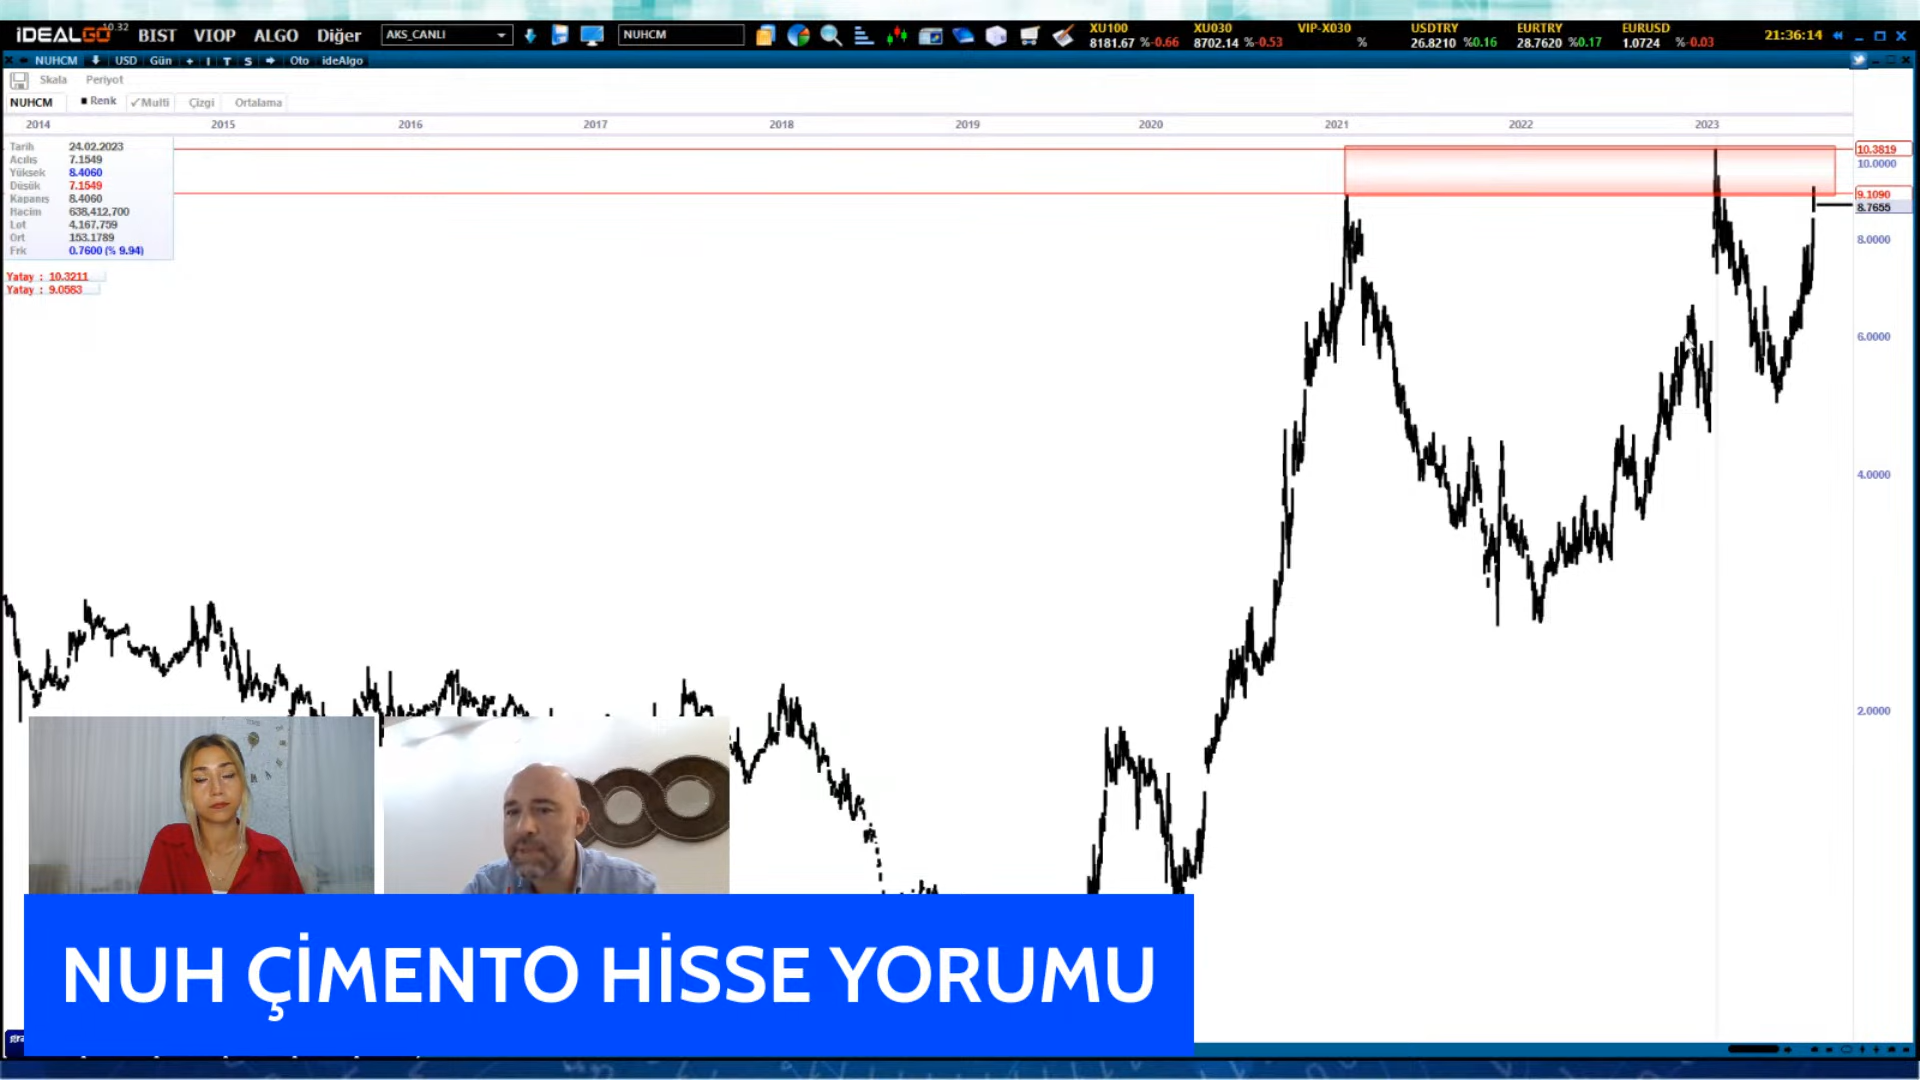 iDEALGO 10.32 BIST VIOP ALGO Diğer AKS_CANLI NUHCM
XU100 XU030 VIP-X030 USDTRY EURTRY EURUSD
8181.67 %-0.66 8702.14 %-0.53 % 26.8210 %0.16 28.7620 %0.17 1.0724 %-0.03 21:36:14
NUHCM USD Gün + I T S Oto ideAlgo
Skala Periyot
NUHCM Renk ✓Multi Çizgi Ortalama
2014 2015 2016 2017 2018 2019 2020 2021 2022 2023
Tarih 24.02.2023
Acılıs 7.1549
Yüksek 8.4060
Düşük 7.1549
Kapanıs 8.4060
Hacim 638,412,700
Lot 4,167,759
Ort 153.1789
Frk 0.7600 (% 9.94)
Yatay : 10.3211
Yatay : 9.0583
10.3819
10.0000
9.1090
8.7655
8.0000
6.0000
4.0000
2.0000
NUH ÇİMENTO HİSSE YORUMU